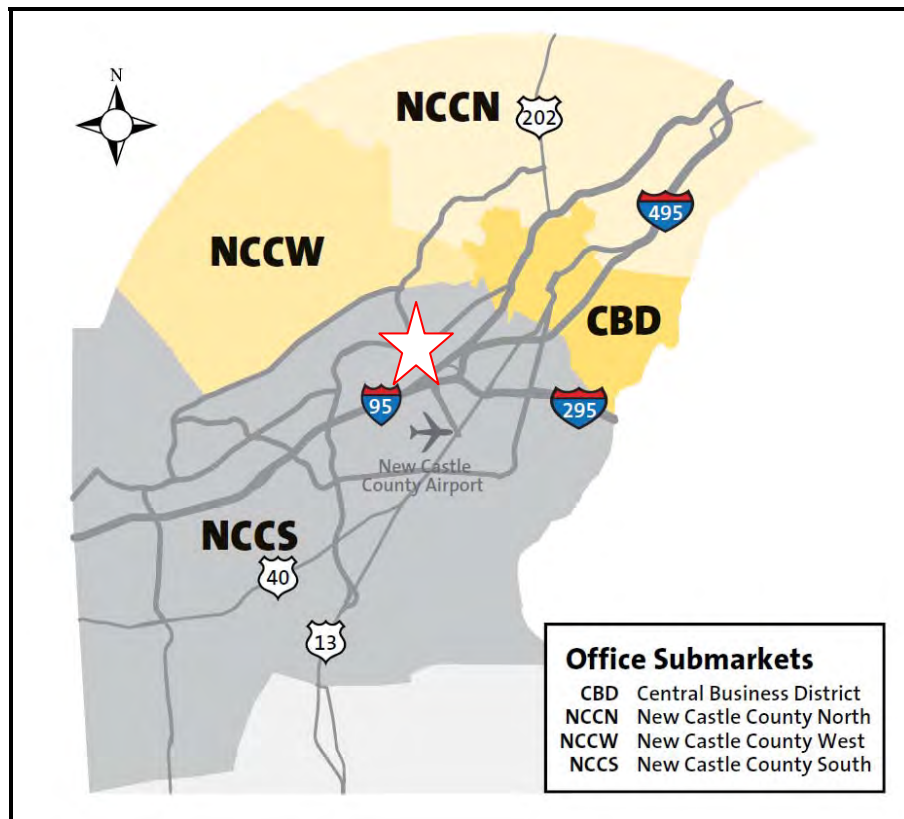 N
NCCN
202
495
NCCW
CBD
95
295
New Castle
County Airport
NCCS
40
13
Office Submarkets
CBD Central Business District
NCCN New Castle County North
NCCW New Castle County West
NCCS New Castle County South